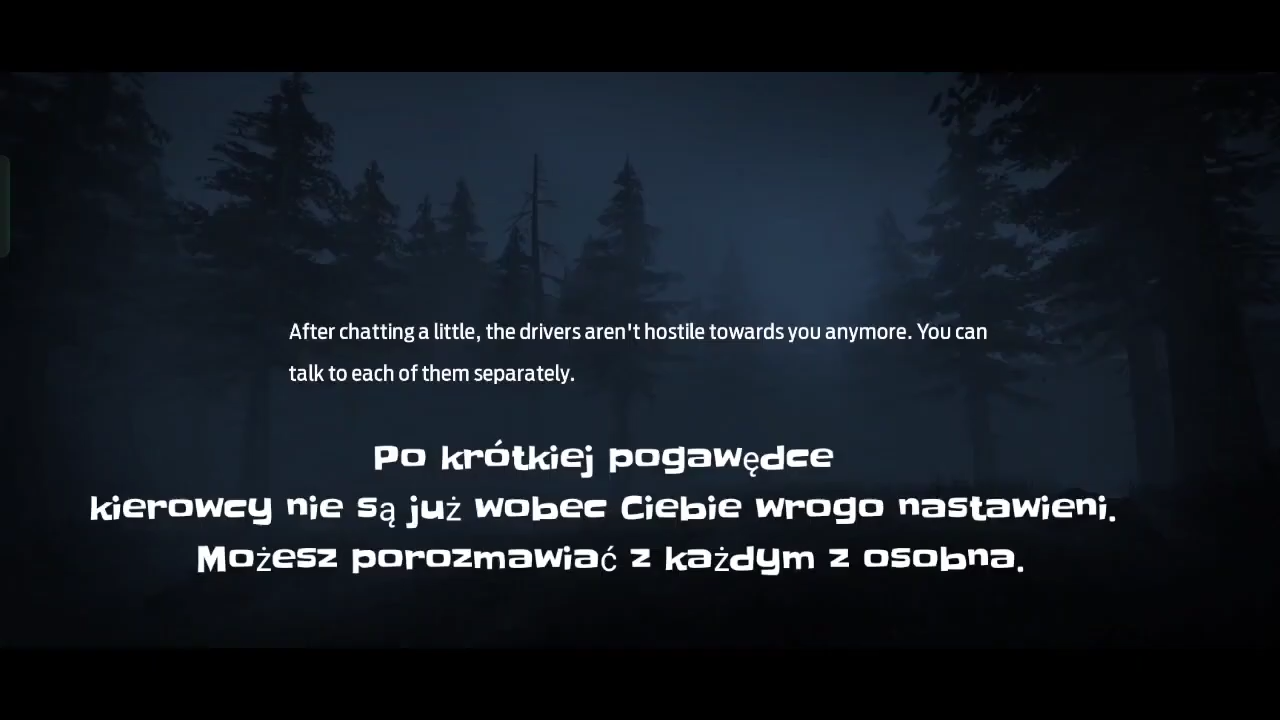 After chatting a little, the drivers aren't hostile towards you anymore. You can
talk to each of them separately.
Po krótkiej pogawędce
kierowcy nie są już wobec Ciebie wrogo nastawieni.
Możesz porozmawiać z każdym z osobna.